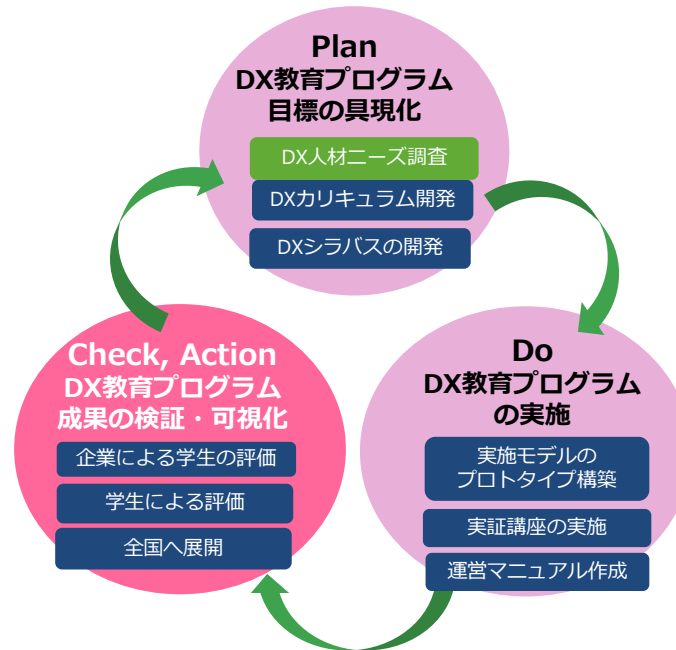 Plan
DX教育プログラム
目標の具現化
DX人材ニーズ調査
DXカリキュラム開発
DXシラバスの開発
Do
DX教育プログラム
の実施
実施モデルの
プロトタイプ構築
実証講座の実施
運営マニュアル作成
Check, Action
DX教育プログラム
成果の検証・可視化
企業による学生の評価
学生による評価
全国へ展開